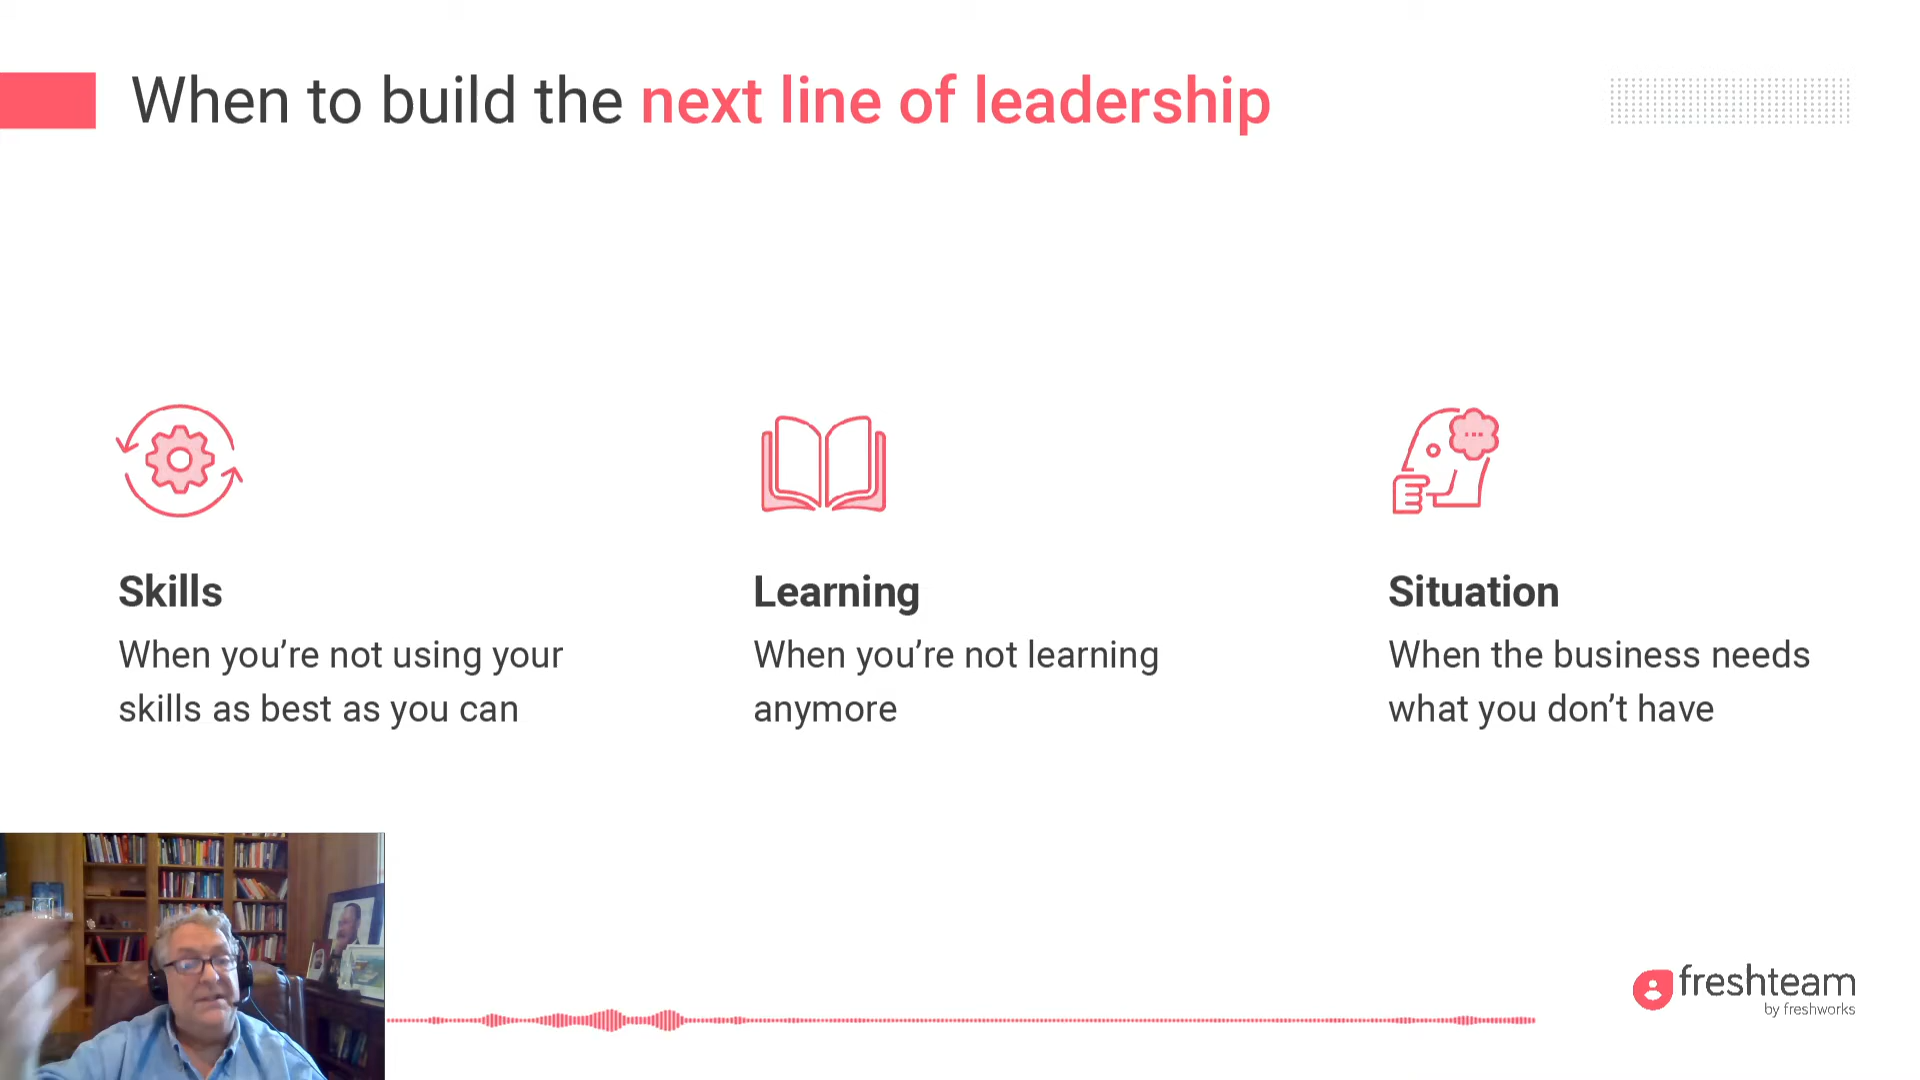 When to build the next line of leadership
Skills
When you’re not using your
skills as best as you can
Learning
When you’re not learning
anymore
Situation
When the business needs
what you don’t have
freshteam
by freshworks